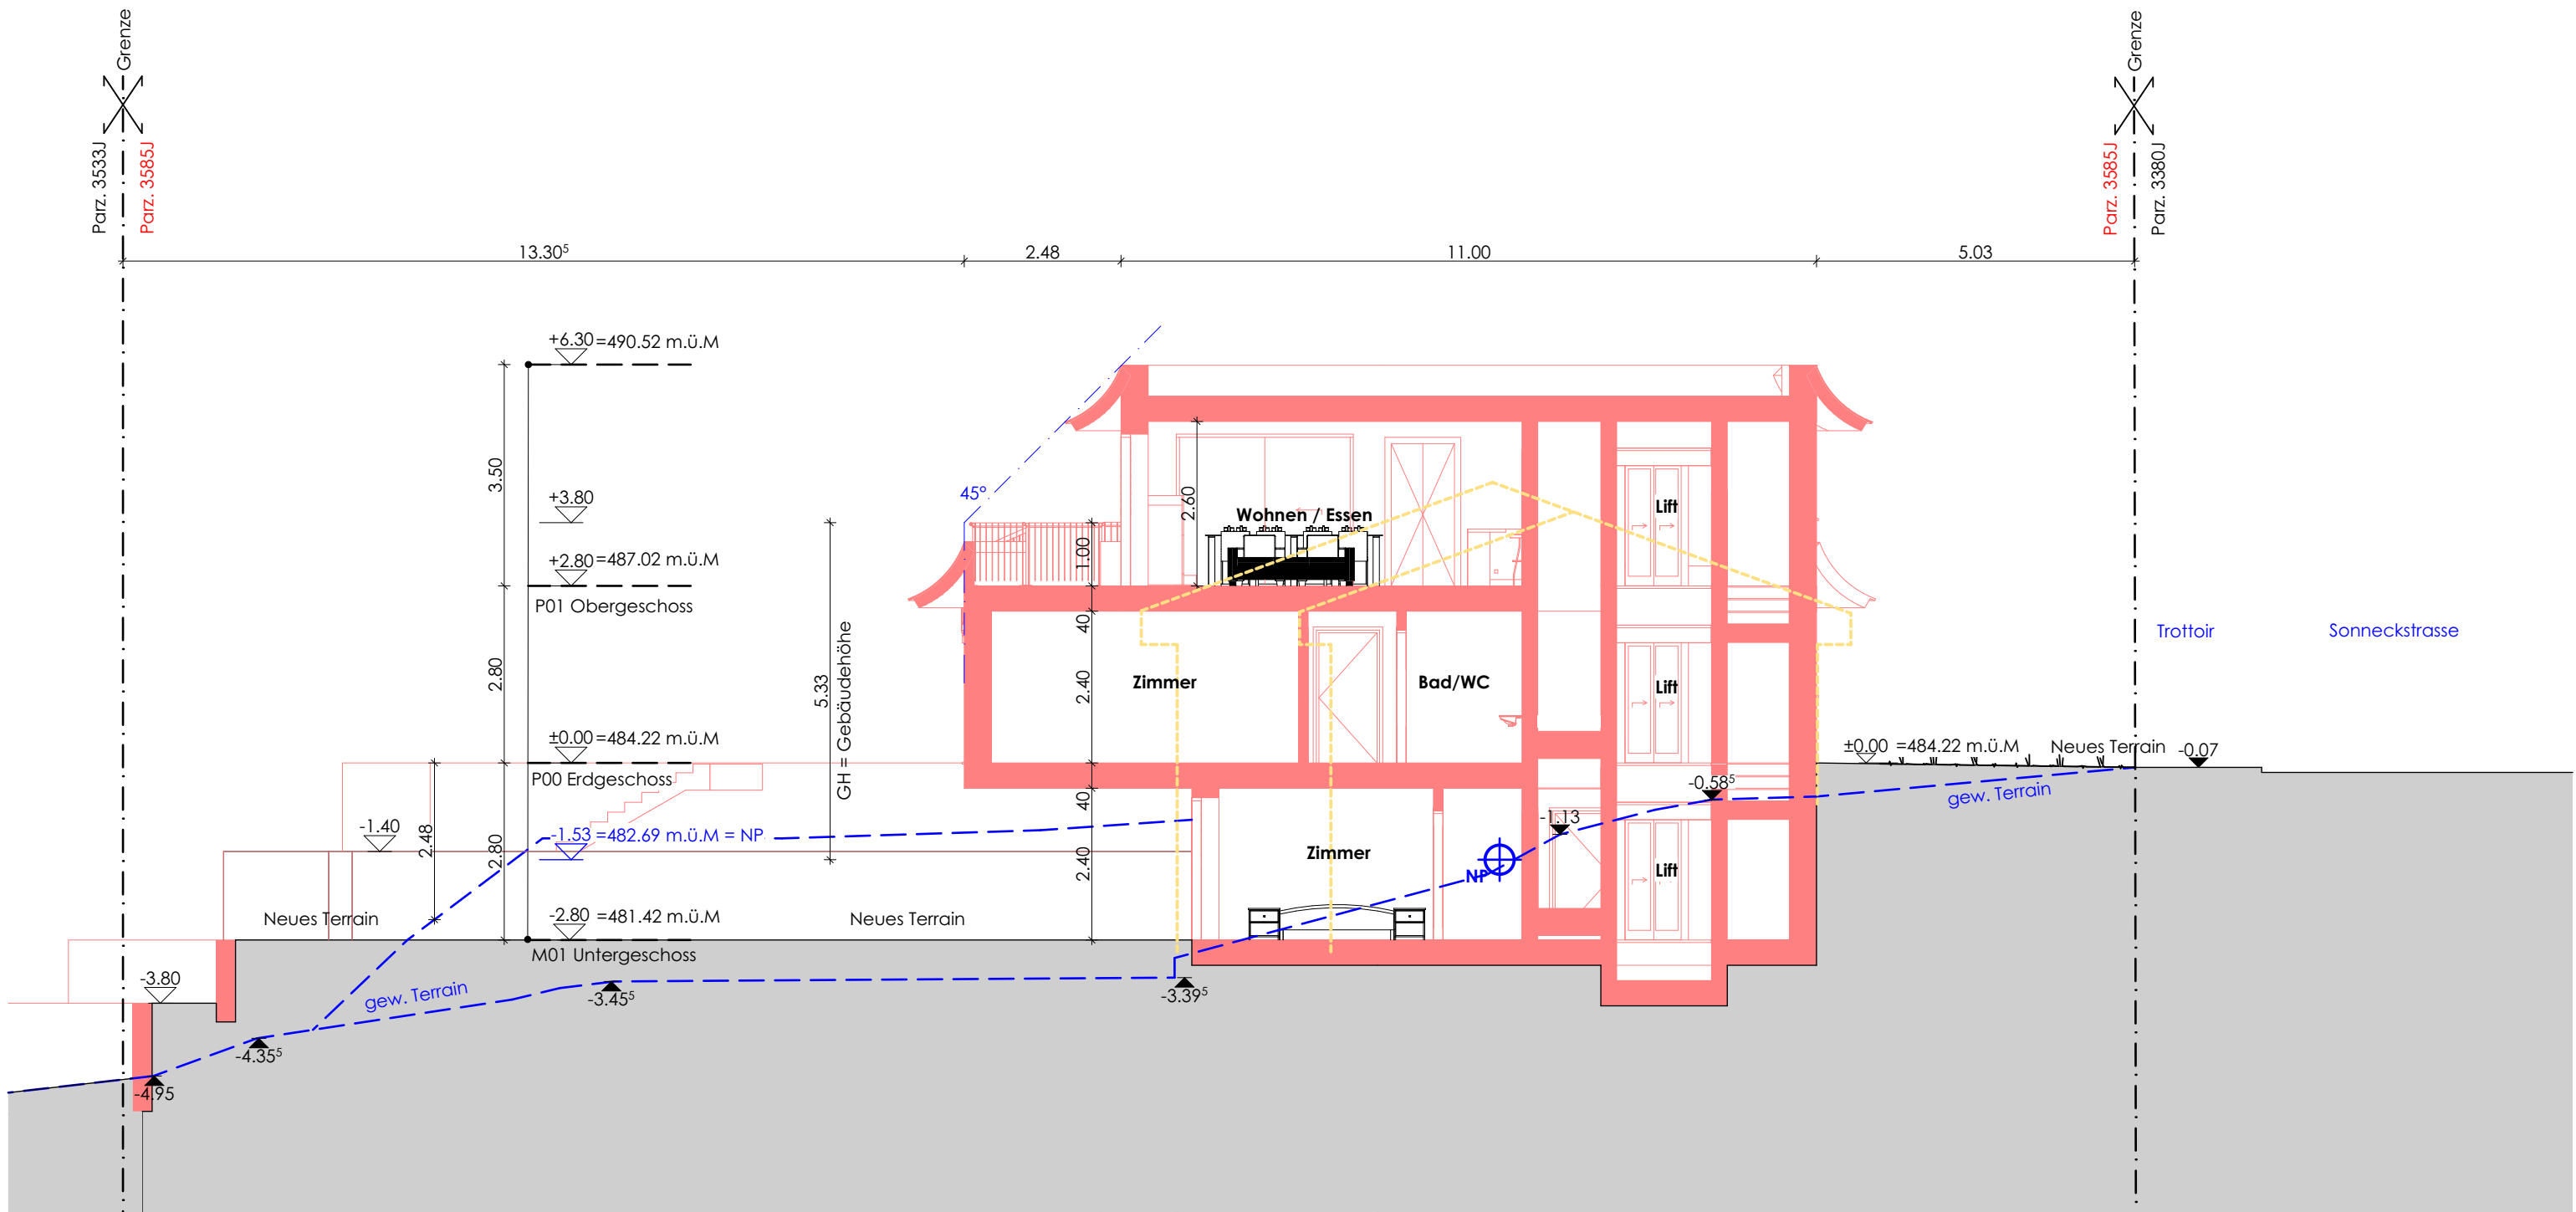 Grenze
Grenze
Parz. 3533J
Parz. 3585J
Parz. 3585J
Parz. 3380J
13.30⁵
2.48
11.00
5.03
+6.30 =490.52 m.ü.M
3.50
+3.80
45°
2.60
Wohnen / Essen
Lift
1.00
+2.80 =487.02 m.ü.M
P01 Obergeschoss
40
Trottoir
Sonneckstrasse
2.80
5.33
GH = Gebäudehöhe
2.40
Zimmer
Bad/WC
Lift
±0.00 =484.22 m.ü.M
P00 Erdgeschoss
±0.00 =484.22 m.ü.M
Neues Terrain
-0.07
-0.58⁵
gew. Terrain
40
-1.13
-1.40
2.48
-1.53 =482.69 m.ü.M = NP
2.80
2.40
Zimmer
NP
Lift
Neues Terrain
-2.80 =481.42 m.ü.M
Neues Terrain
M01 Untergeschoss
-3.80
gew. Terrain
-3.45⁵
-3.39⁵
-4.35⁵
-4.95